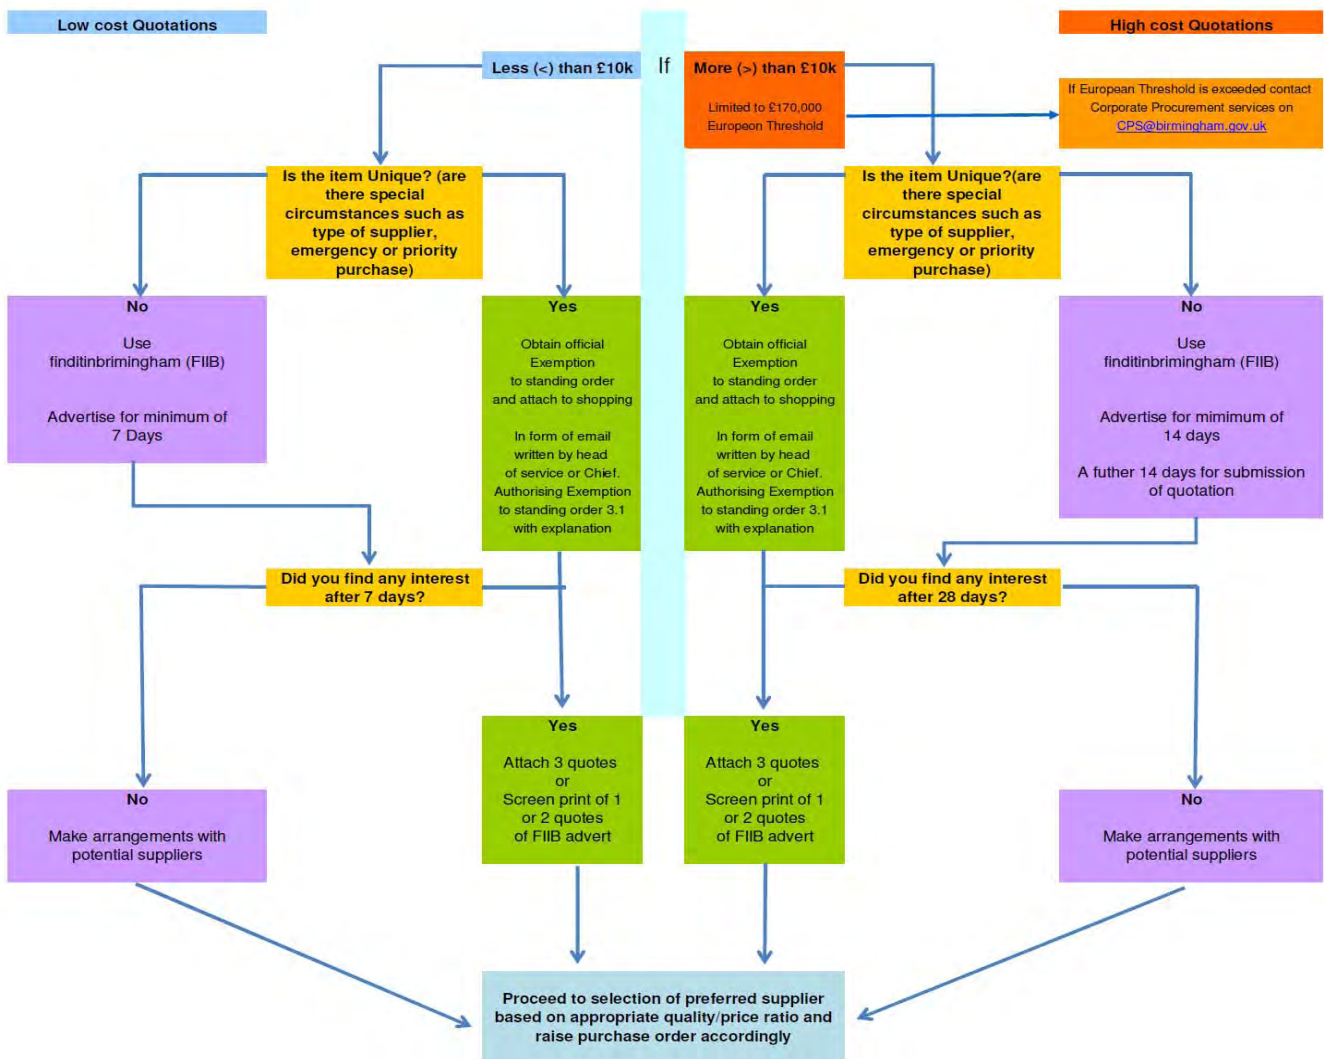 Low cost Quotations
High cost Quotations
Less (<) than £10k
If
More (>) than £10k
Limited to £170,000
European Threshold
If European Threshold is exceeded contact
Corporate Procurement services on
CPS@birmingham.gov.uk
Is the item Unique? (are
there special
circumstances such as
type of supplier,
emergency or priority
purchase)
Is the item Unique?(are
there special
circumstances such as
type of supplier,
emergency or priority
purchase)
No
Use
finditinbrimingham (FIIB)
Advertise for minimum of
7 Days
Yes
Obtain official
Exemption
to standing order
and attach to shopping
In form of email
written by head
of service or Chief.
Authorising Exemption
to standing order 3.1
with explanation
Yes
Obtain official
Exemption
to standing order
and attach to shopping
In form of email
written by head
of service or Chief.
Authorising Exemption
to standing order 3.1
with explanation
No
Use
finditinbrimingham (FIIB)
Advertise for mimimum of
14 days
A futher 14 days for submission
of quotation
Did you find any interest
after 7 days?
Did you find any interest
after 28 days?
No
Make arrangements with
potential suppliers
Yes
Attach 3 quotes
or
Screen print of 1
or 2 quotes
of FIIB advert
Yes
Attach 3 quotes
or
Screen print of 1
or 2 quotes
of FIIB advert
No
Make arrangements with
potential suppliers
Proceed to selection of preferred supplier
based on appropriate quality/price ratio and
raise purchase order accordingly